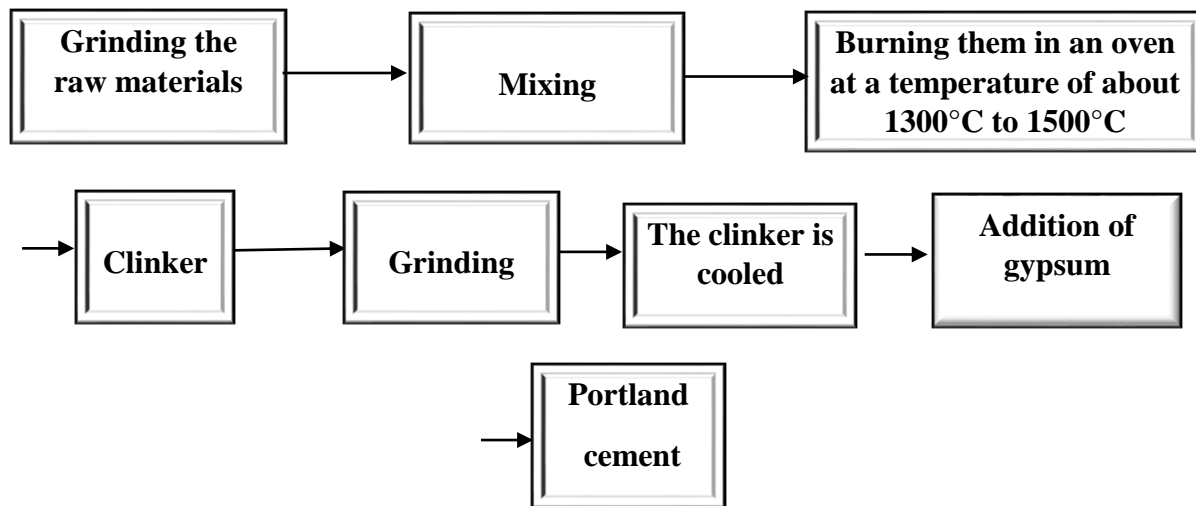 Grinding the
raw materials
Mixing
Burning them in an oven
at a temperature of about
1300°C to 1500°C
Clinker
Grinding
The clinker is
cooled
Addition of
gypsum
Portland
cement